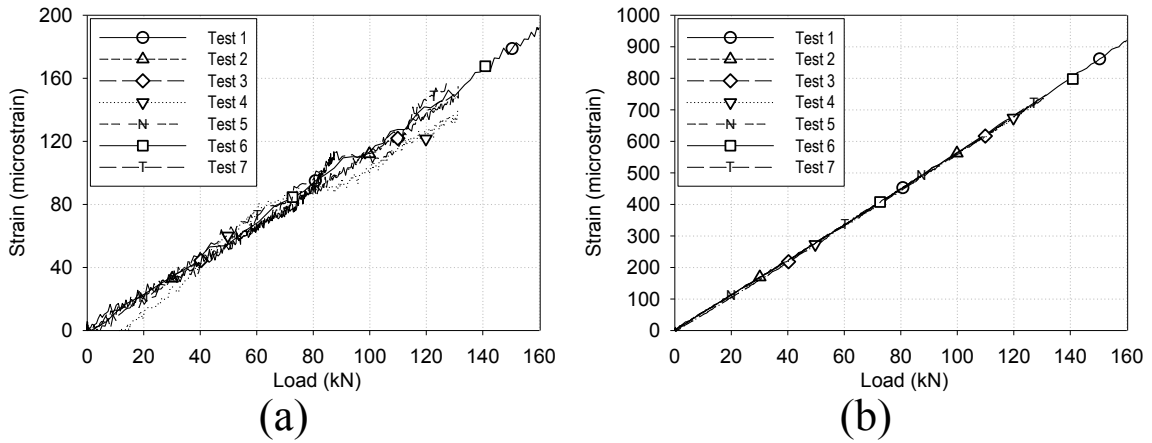 200
160
120
80
40
0
Strain (microstrain)
Test 1
Test 2
Test 3
Test 4
N Test 5
Test 6
T Test 7
T
N
T
0 20 40 60 80 100 120 140 160
Load (kN)
(a)
1000
900
800
700
600
500
400
300
200
100
0
Strain (microstrain)
Test 1
Test 2
Test 3
Test 4
N Test 5
Test 6
T Test 7
T
N
T
N
0 20 40 60 80 100 120 140 160
Load (kN)
(b)